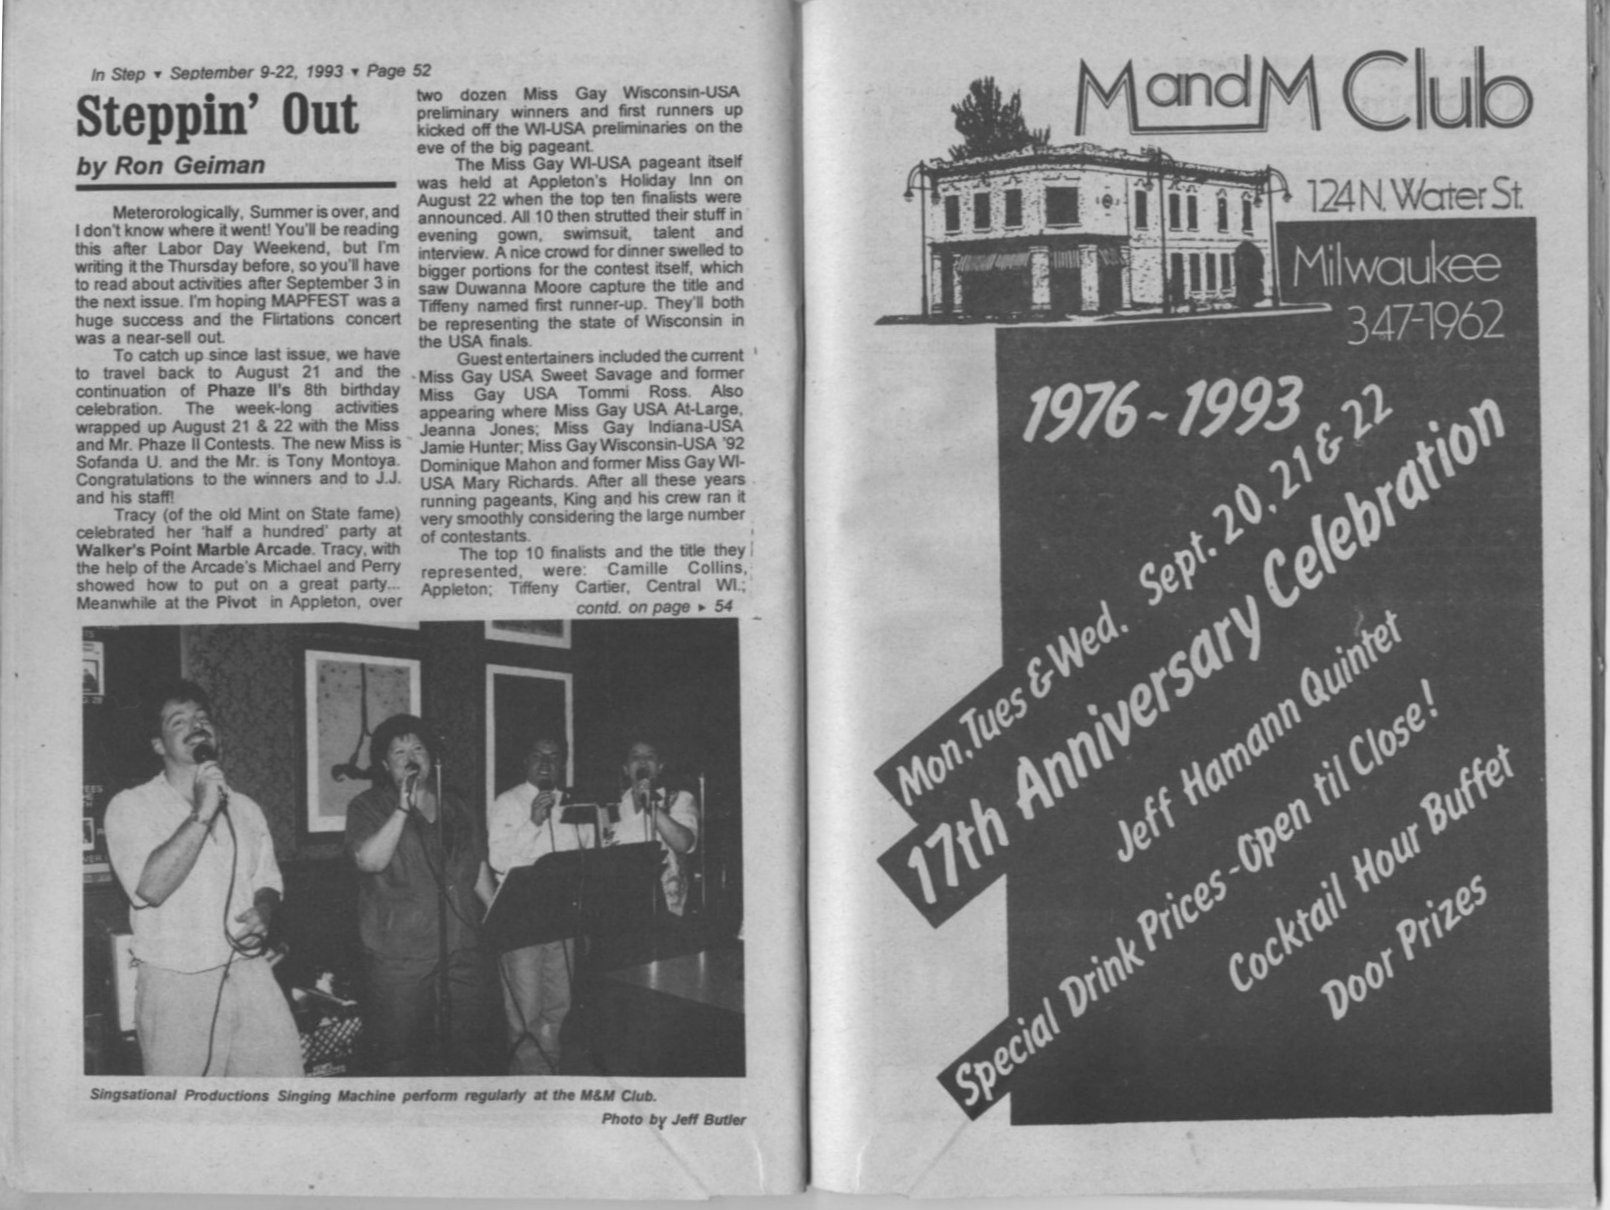 In Step ▾ September 9-22, 1993 ▾ Page 52
Steppin' Out
by Ron Geiman
Meterorologically, Summer is over, and
I don't know where it went! You'll be reading
this after Labor Day Weekend, but I'm
writing it the Thursday before, so you'll have
to read about activities after September 3 in
the next issue. I'm hoping MAPFEST was a
huge success and the Flirtations concert
was a near-sell out.
To catch up since last issue, we have
to travel back to August 21 and the
continuation of Phaze II's 8th birthday
celebration. The week-long activities
wrapped up August 21 & 22 with the Miss
and Mr. Phaze II Contests. The new Miss is
Sofanda U. and the Mr. is Tony Montoya.
Congratulations to the winners and to J.J.
and his staff!
Tracy (of the old Mint on State fame)
celebrated her 'half a hundred' party at
Walker's Point Marble Arcade. Tracy, with
the help of the Arcade's Michael and Perry
showed how to put on a great party...
Meanwhile at the Pivot in Appleton, over
two dozen Miss Gay Wisconsin-USA
preliminary winners and first runners up
kicked off the WI-USA preliminaries on the
eve of the big pageant.
The Miss Gay WI-USA pageant itself
was held at Appleton's Holiday Inn on
August 22 when the top ten finalists were
announced. All 10 then strutted their stuff in
evening gown, swimsuit, talent and
interview. A nice crowd for dinner swelled to
bigger portions for the contest itself, which
saw Duwanna Moore capture the title and
Tiffeny named first runner-up. They'll both
be representing the state of Wisconsin in
the USA finals.
Guest entertainers included the current
Miss Gay USA Sweet Savage and former
Miss Gay USA Tommi Ross. Also
appearing where Miss Gay USA At-Large,
Jeanna Jones; Miss Gay Indiana-USA
Jamie Hunter; Miss Gay Wisconsin-USA '92
Dominique Mahon and former Miss Gay WI-
USA Mary Richards. After all these years
running pageants, King and his crew ran it
very smoothly considering the large number
of contestants.
The top 10 finalists and the title they
represented, were: Camille Collins,
Appleton; Tiffeny Cartier, Central WI.;
contd. on page ▸ 54
Singsational Productions Singing Machine perform regularly at the M&M Club.
Photo by Jeff Butler
M and M Club
124 N. Water St.
Milwaukee
347-1962
1976 ~ 1993
Mon, Tues & Wed. Sept. 20, 21 & 22
17th Anniversary Celebration
Jeff Hamann Quintet
Special Drink Prices - Open til Close!
Cocktail Hour Buffet
Door Prizes